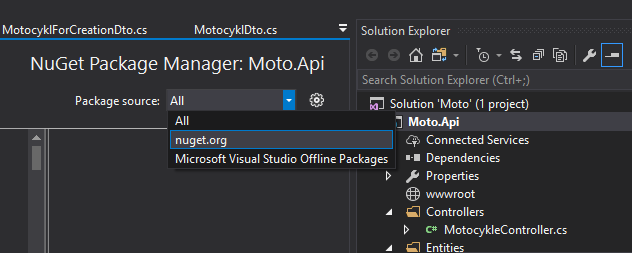 MotocyklForCreationDto.cs
MotocyklDto.cs
NuGet Package Manager: Moto.Api
Package source:
All
All
nuget.org
Microsoft Visual Studio Offline Packages
Solution Explorer
Search Solution Explorer (Ctrl+;)
Solution 'Moto' (1 project)
Moto.Api
Connected Services
Dependencies
Properties
wwwroot
Controllers
C# MotocykleController.cs
Entities